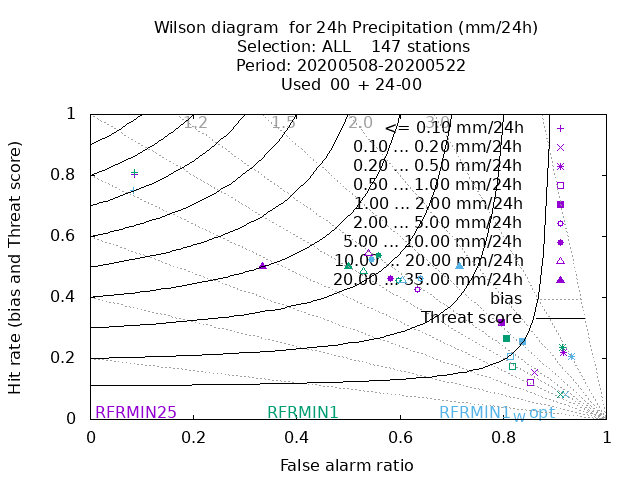 Wilson diagram  for 24h Precipitation (mm/24h)
Selection: ALL    147 stations
Period: 20200508-20200522
Used  00 + 24-00
1.2 1.5 2.0 3.0
<= 0.10 mm/24h
0.10 ... 0.20 mm/24h
0.20 ... 0.50 mm/24h
0.50 ... 1.00 mm/24h
1.00 ... 2.00 mm/24h
2.00 ... 5.00 mm/24h
5.00 ... 10.00 mm/24h
10.00 ... 20.00 mm/24h
20.00 ... 35.00 mm/24h
bias
Threat score
Hit rate (bias and Threat score)
1
0.8
0.6
0.4
0.2
0
RFRMIN25 RFRMIN1 RFRMIN1w opt
0 0.2 0.4 0.6 0.8 1
False alarm ratio